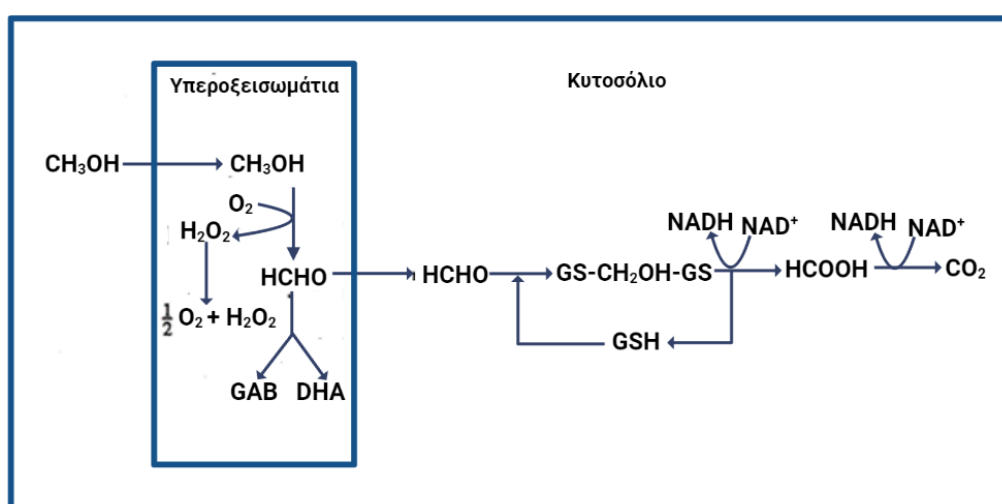 Υπεροξεισωμάτια
Κυτοσόλιο
CH₃OH
CH₃OH
O₂
H₂O₂
HCHO
½ O₂ + H₂O₂
GAB DHA
HCHO
GS-CH₂OH-GS
NADH NAD⁺
HCOOH
NADH NAD⁺
CO₂
GSH